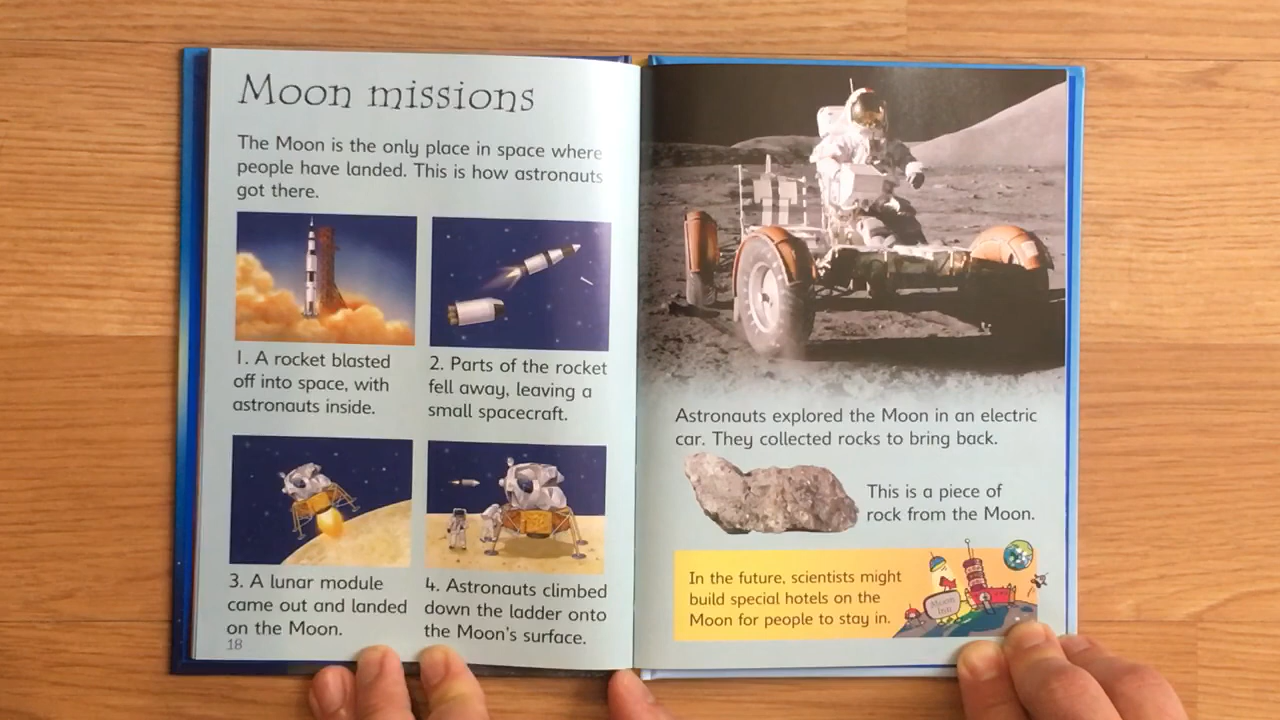 Moon missions
The Moon is the only place in space where
people have landed. This is how astronauts
got there.
1. A rocket blasted
off into space, with
astronauts inside.
2. Parts of the rocket
fell away, leaving a
small spacecraft.
3. A lunar module
came out and landed
on the Moon.
4. Astronauts climbed
down the ladder onto
the Moon's surface.
18
Astronauts explored the Moon in an electric
car. They collected rocks to bring back.
This is a piece of
rock from the Moon.
In the future, scientists might
build special hotels on the
Moon for people to stay in.
Moon
Inn